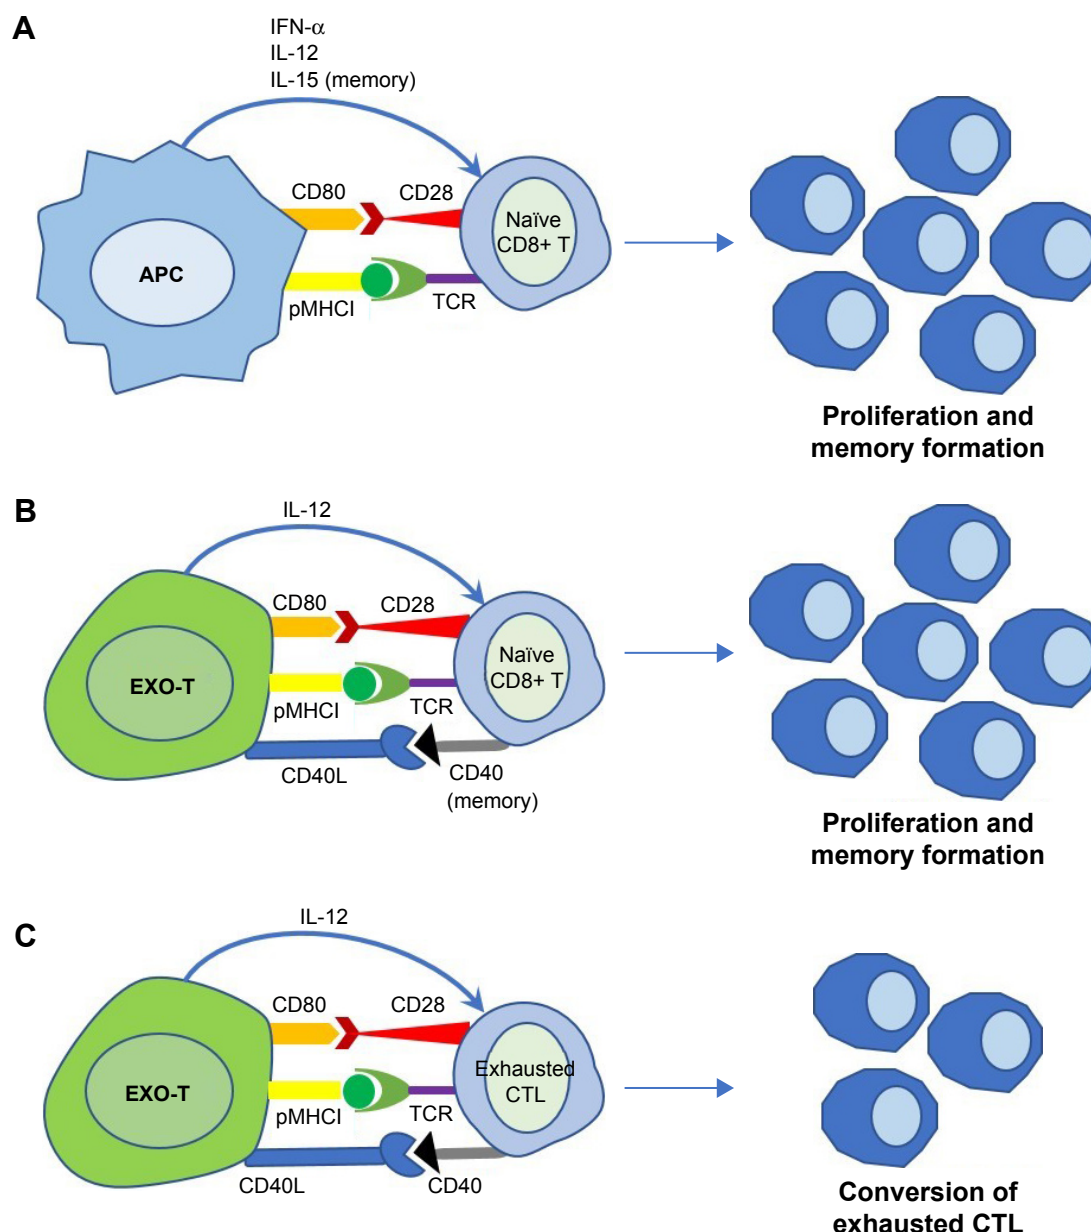 A
IFN-α
IL-12
IL-15 (memory)
CD80
CD28
Naïve
CD8+ T
APC
pMHCI
TCR
Proliferation and
memory formation
B
IL-12
CD80
CD28
Naïve
CD8+ T
EXO-T
pMHCI
TCR
CD40L
CD40
(memory)
Proliferation and
memory formation
C
IL-12
CD80
CD28
Exhausted
CTL
EXO-T
pMHCI
TCR
CD40L
CD40
Conversion of
exhausted CTL